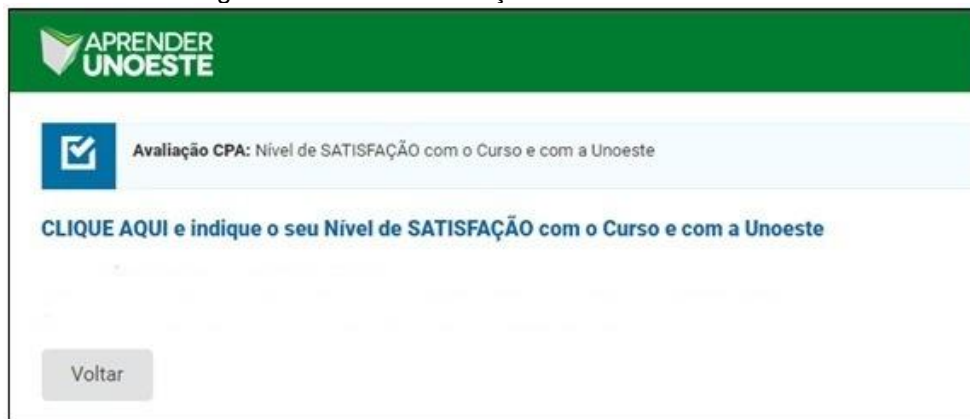 APRENDER
UNOESTE
Avaliação CPA: Nível de SATISFAÇÃO com o Curso e com a Unoeste
CLIQUE AQUI e indique o seu Nível de SATISFAÇÃO com o Curso e com a Unoeste
Voltar